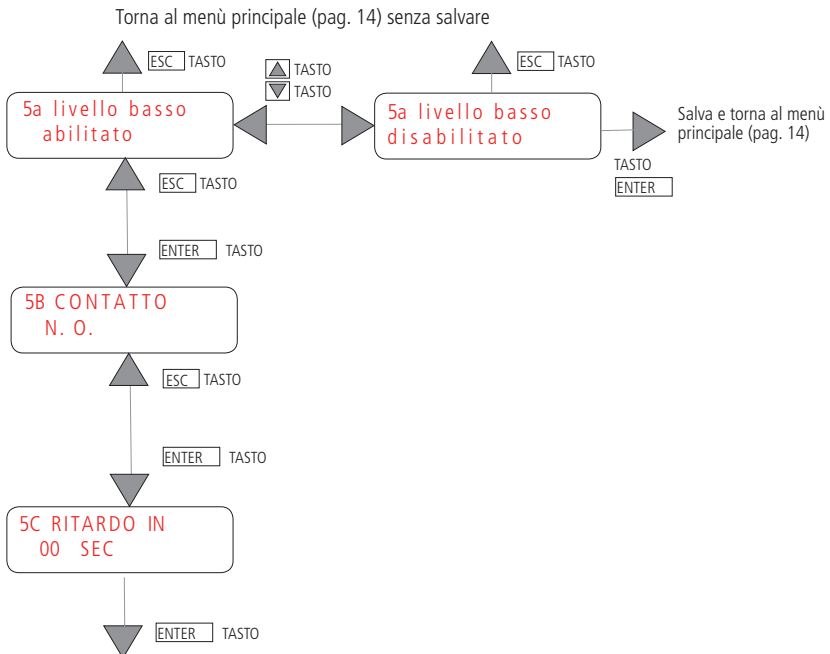 Torna al menù principale (pag. 14) senza salvare
ESC TASTO
TASTO
TASTO
ESC TASTO
5a livello basso
abilitato
5a livello basso
disabilitato
Salva e torna al menù
principale (pag. 14)
TASTO
ENTER
ESC TASTO
ENTER TASTO
5B CONTATTO
N. O.
ESC TASTO
ENTER TASTO
5C RITARDO IN
00 SEC
ENTER TASTO